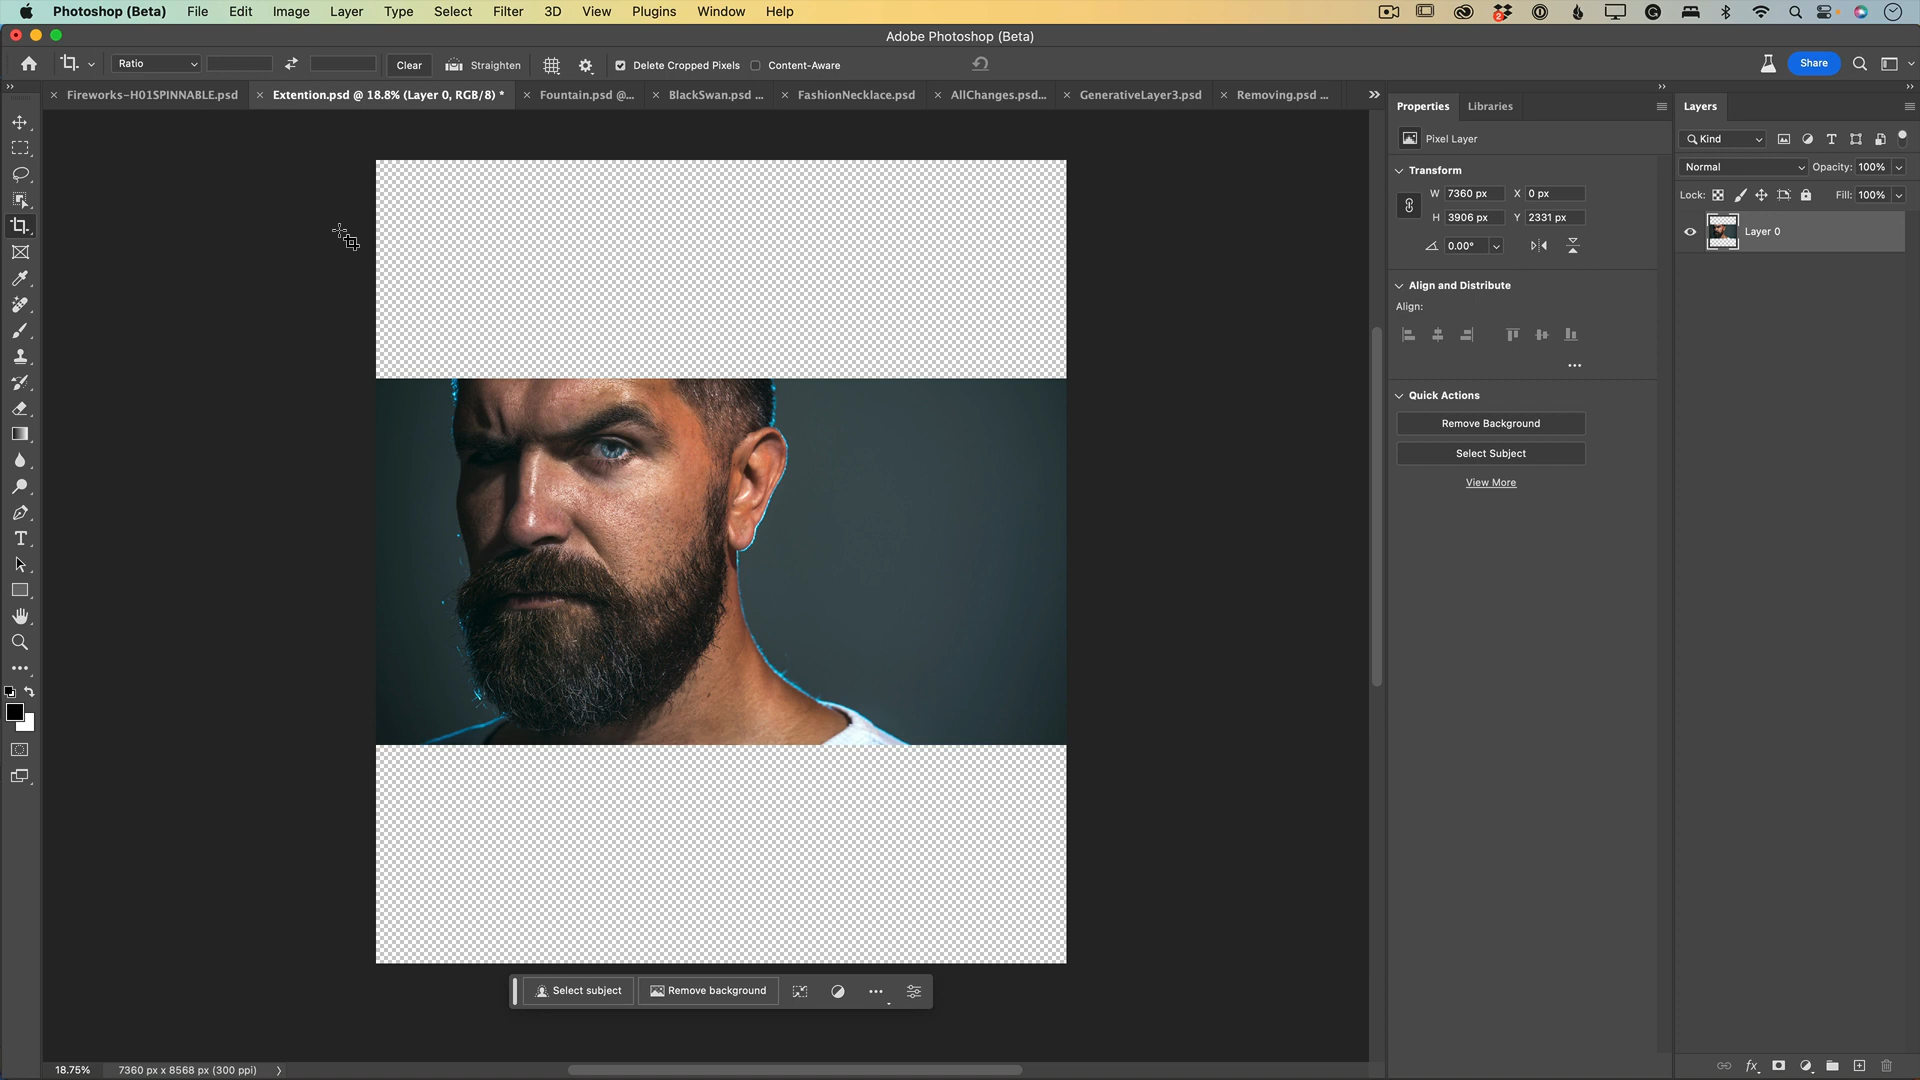 Photoshop (Beta) File Edit Image Layer Type Select Filter 3D View Plugins Window Help
Adobe Photoshop (Beta)
Ratio Clear Straighten Delete Cropped Pixels Content-Aware Share
Fireworks-H01SPINNABLE.psd Extention.psd @ 18.8% (Layer 0, RGB/8) * Fountain.psd @... BlackSwan.psd ... FashionNecklace.psd AllChanges.psd... GenerativeLayer3.psd Removing.psd ...
Properties Libraries
Pixel Layer
Transform
W 7360 px X 0 px
H 3906 px Y 2331 px
0.00°
Align and Distribute
Align:
Quick Actions
Remove Background
Select Subject
View More
Layers
Kind
Normal Opacity: 100%
Lock: Fill: 100%
Layer 0
Select subject Remove background
18.75% 7360 px x 8568 px (300 ppi)